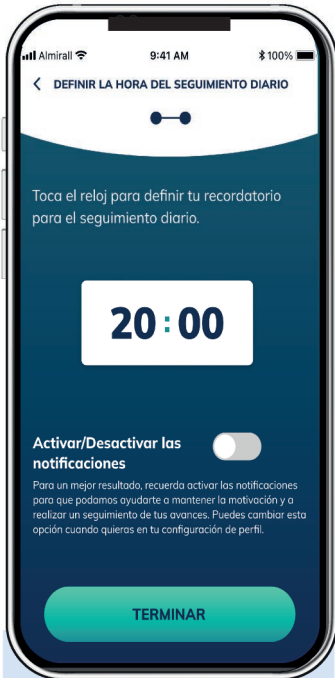 Almirall 9:41 AM 100%
DEFINIR LA HORA DEL SEGUIMIENTO DIARIO
Toca el reloj para definir tu recordatorio
para el seguimiento diario.
20:00
Activar/Desactivar las
notificaciones
Para un mejor resultado, recuerda activar las notificaciones
para que podamos ayudarte a mantener la motivación y a
realizar un seguimiento de tus avances. Puedes cambiar esta
opción cuando quieras en tu configuración de perfil.
TERMINAR